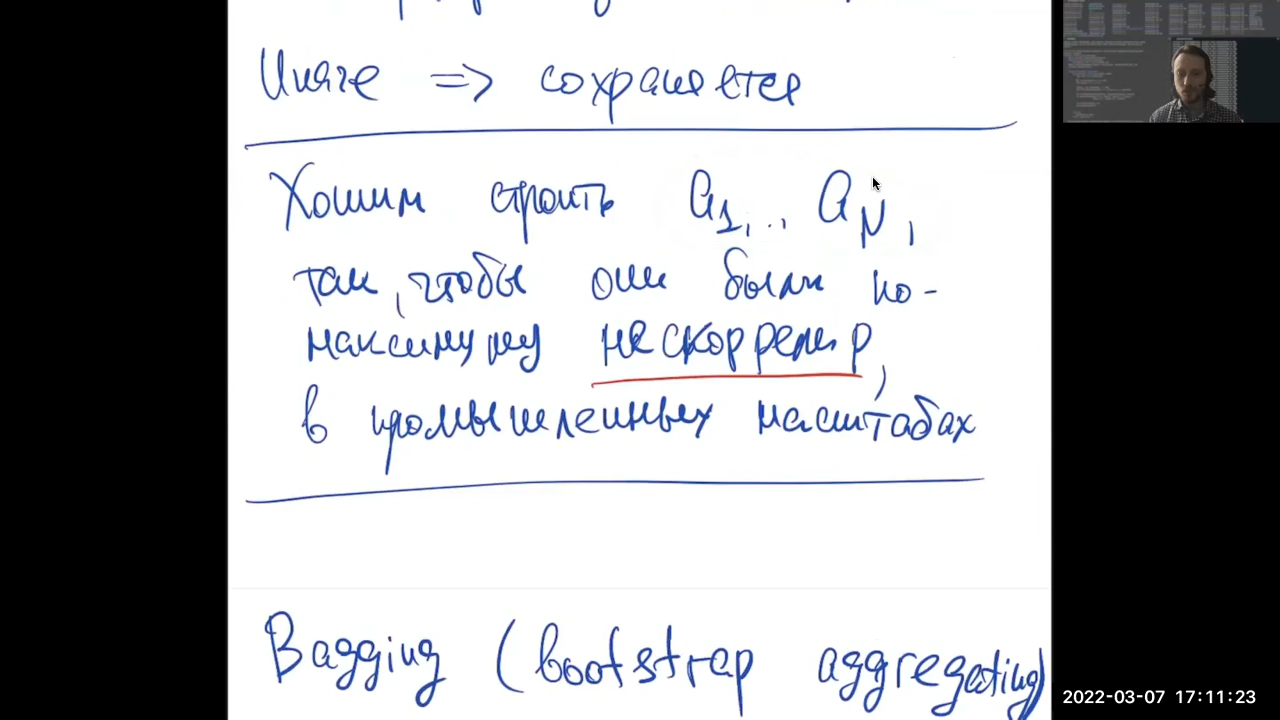 Иначе => сохраняется
Хотим строить a1, .., aN,
так, чтобы они были по-
максимуму нескоррелир,
в промышленных масштабах
Bagging (bootstrap aggregating)
2022-03-07 17:11:23